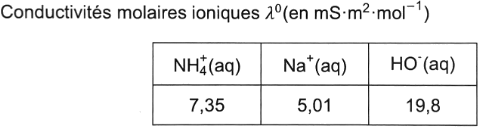 Conductivités molaires ioniques λ⁰(en mS·m²·mol⁻¹)
NH₄⁺(aq) Na⁺(aq) HO⁻(aq)
7,35 5,01 19,8